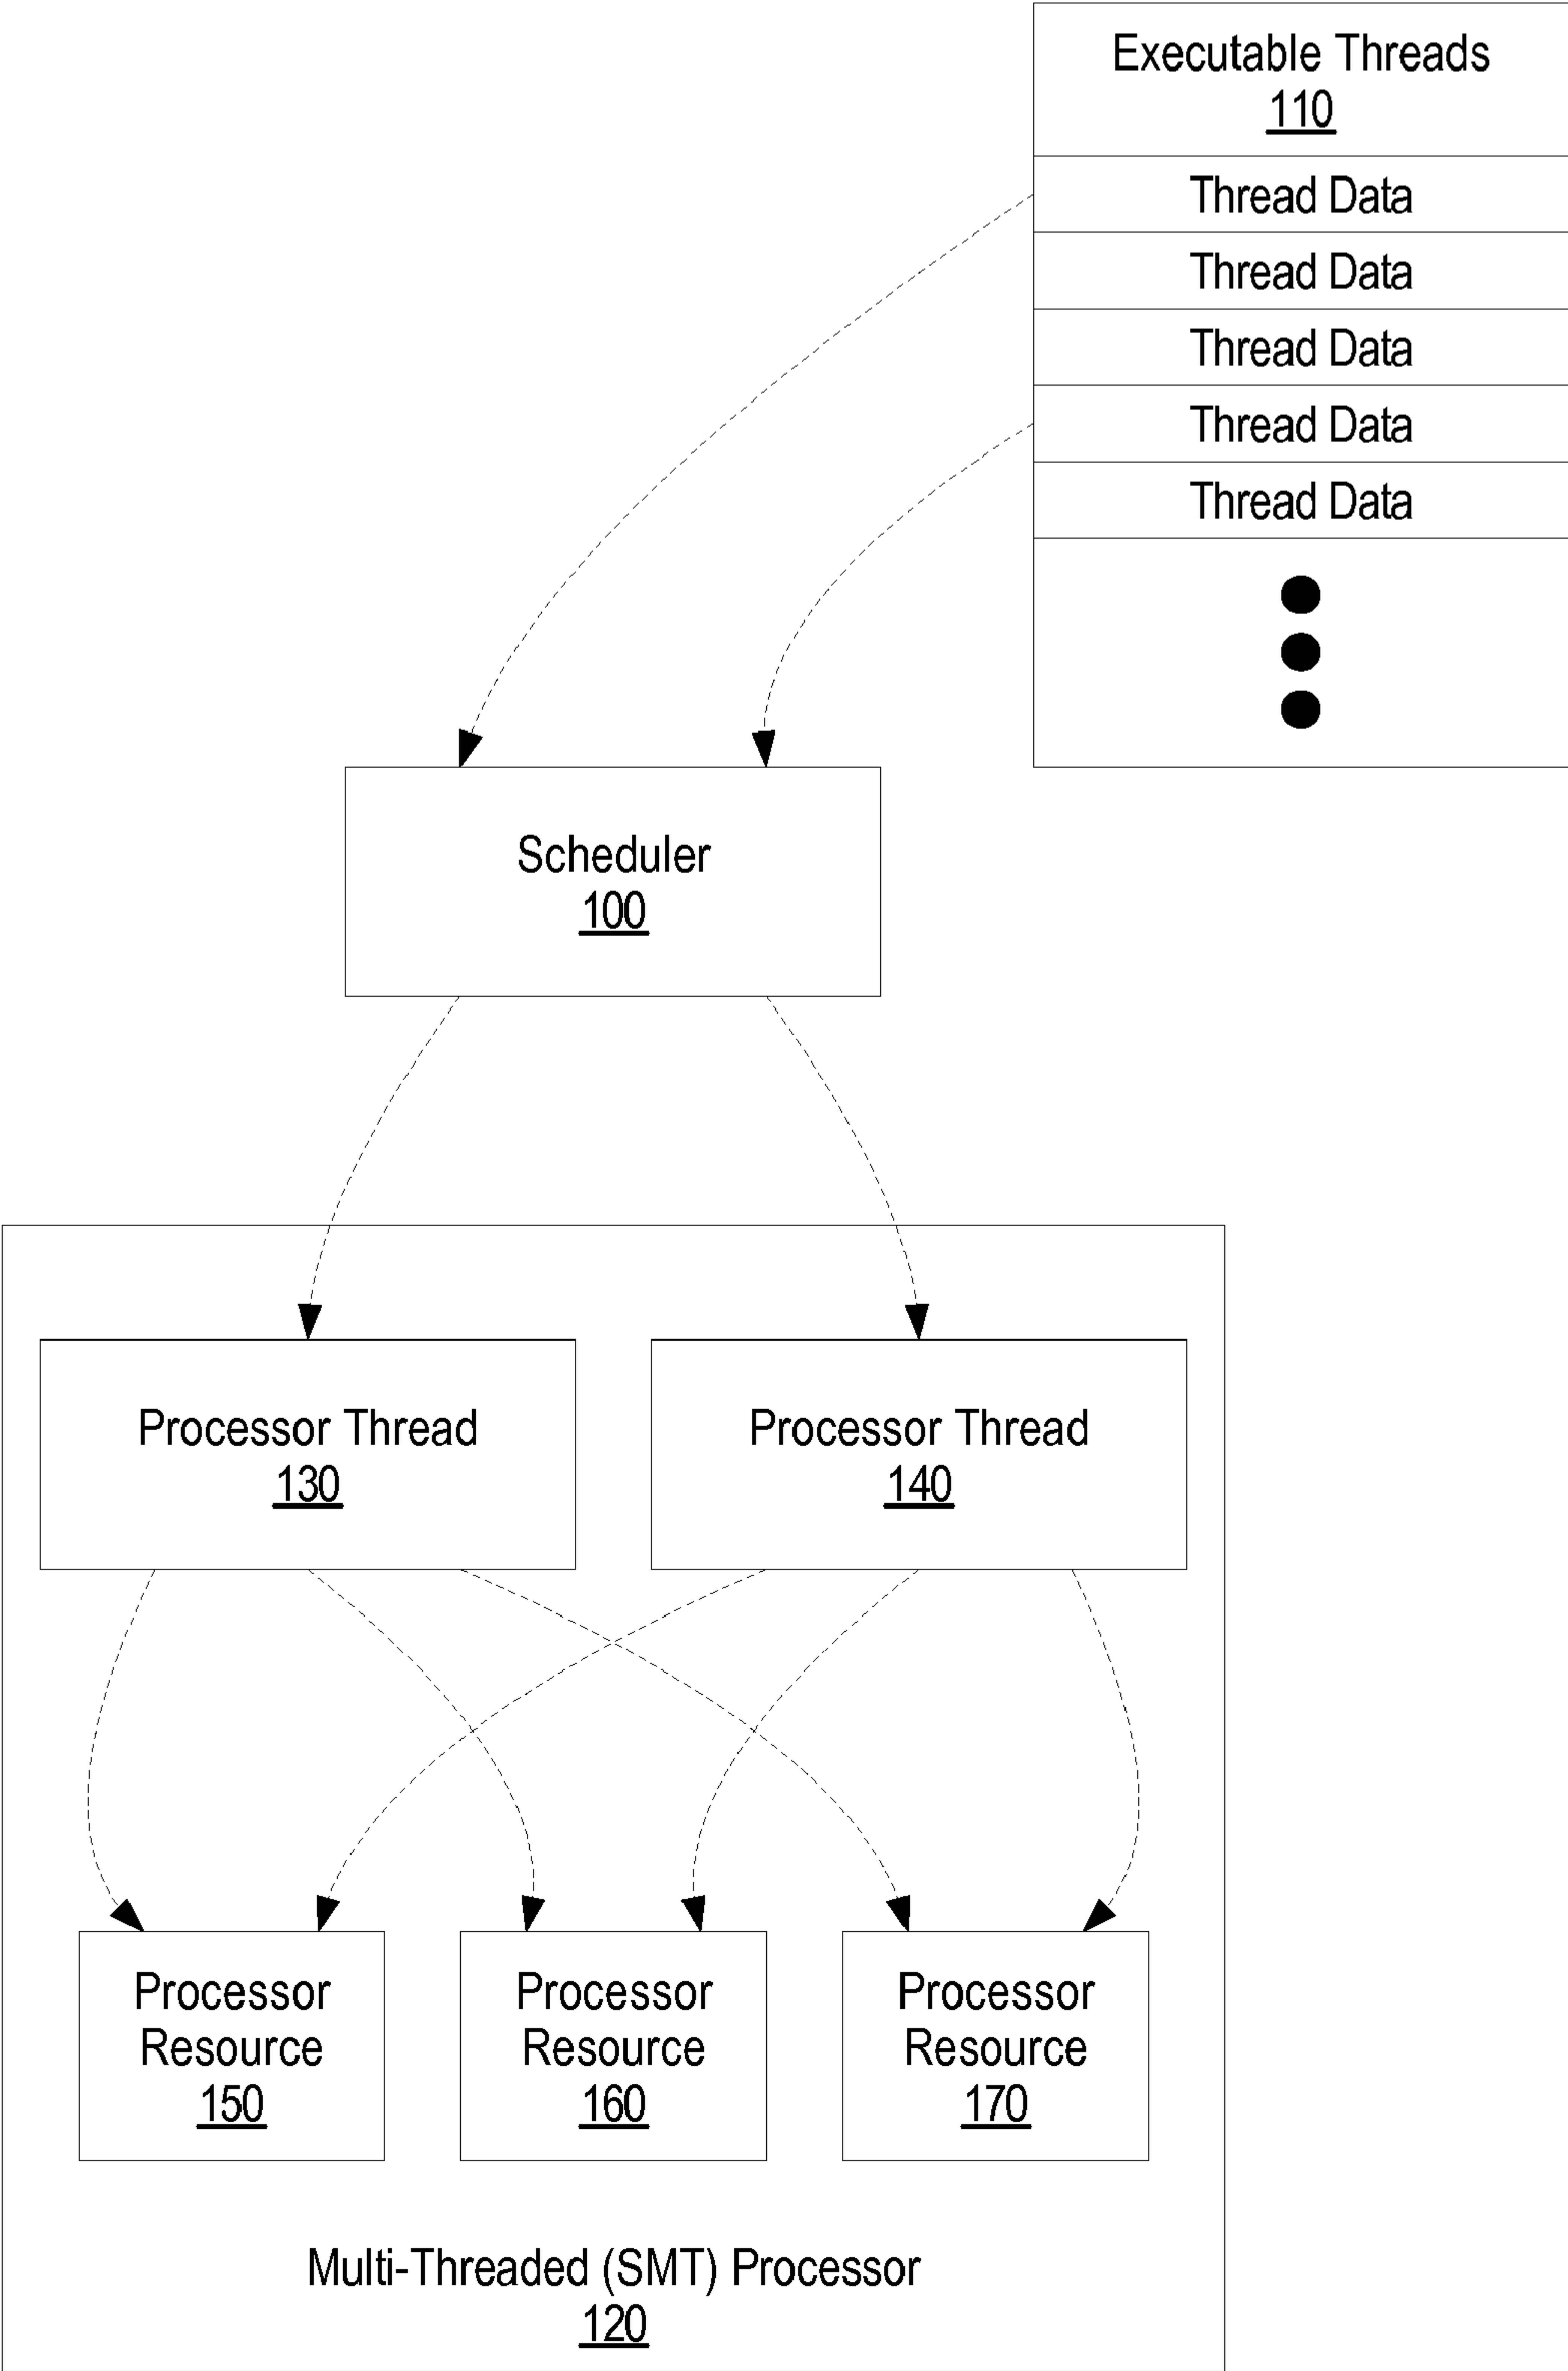 Executable Threads
110
Thread Data
Thread Data
Thread Data
Thread Data
Thread Data
Scheduler
100
Processor Thread
130
Processor Thread
140
Processor
Resource
150
Processor
Resource
160
Processor
Resource
170
Multi-Threaded (SMT) Processor
120